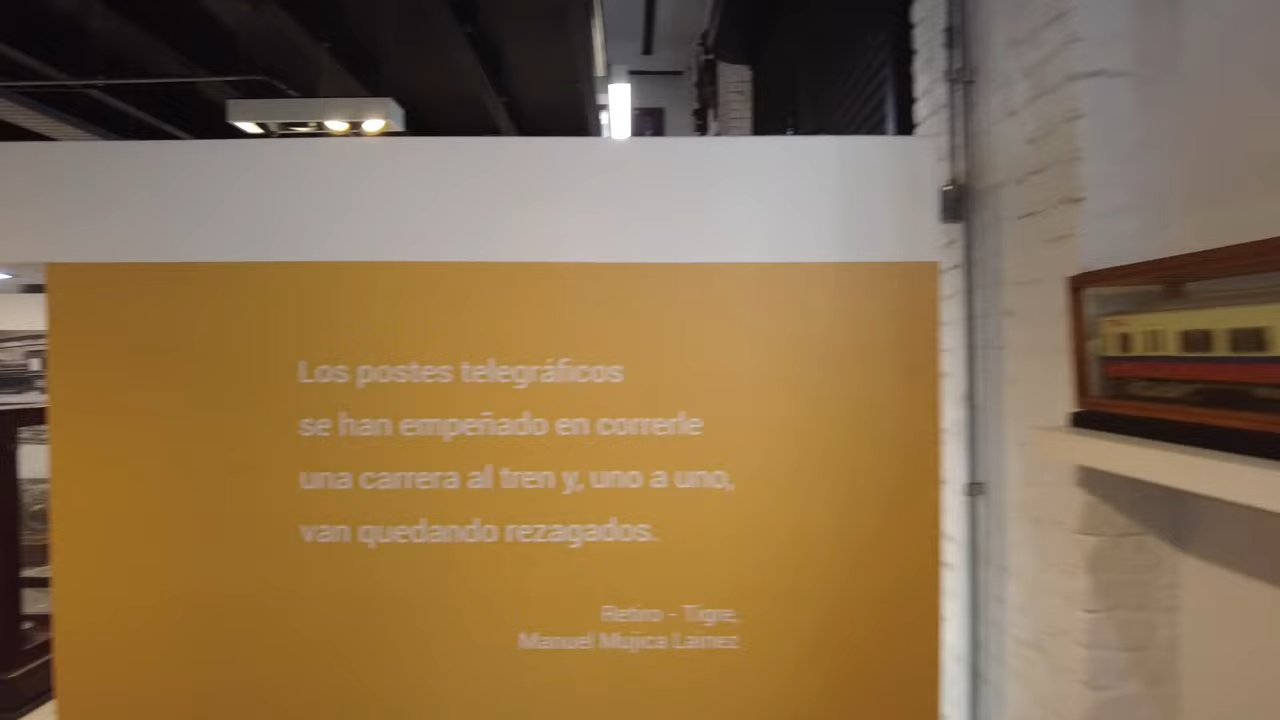 Los postes telegráficos
se han empeñado en correrle
una carrera al tren y, uno a uno,
van quedando rezagados.
Retiro - Tigre,
Manuel Mujica Lainez